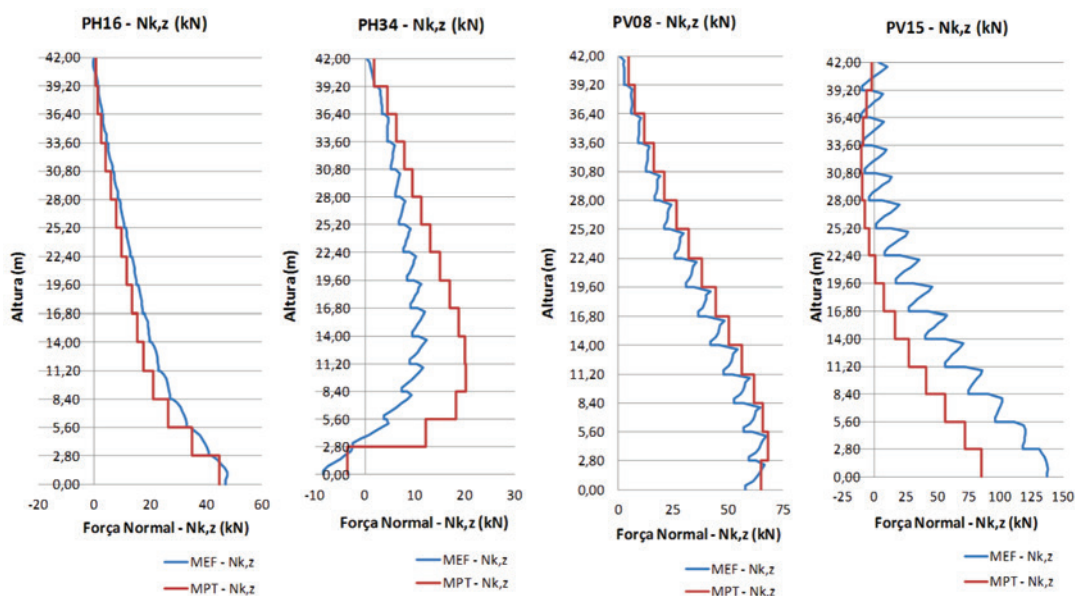 PH16 - Nk,z (kN)
Altura (m)
42,00
39,20
36,40
33,60
30,80
28,00
25,20
22,40
19,60
16,80
14,00
11,20
8,40
5,60
2,80
0,00
-20 0 20 40 60
Força Normal - Nk,z (kN)
MEF - Nk,z
MPT - Nk,z
PH34 - Nk,z (kN)
Altura (m)
42,00
39,20
36,40
33,60
30,80
28,00
25,20
22,40
19,60
16,80
14,00
11,20
8,40
5,60
2,80
0,00
-10 0 10 20 30
Força Normal - Nk,z (kN)
MEF - Nk,z
MPT - Nk,z
PV08 - Nk,z (kN)
Altura (m)
42,00
39,20
36,40
33,60
30,80
28,00
25,20
22,40
19,60
16,80
14,00
11,20
8,40
5,60
2,80
0,00
0 25 50 75
Força Normal - Nk,z (kN)
MEF - Nk,z
MPT - Nk,z
PV15 - Nk,z (kN)
Altura (m)
42,00
39,20
36,40
33,60
30,80
28,00
25,20
22,40
19,60
16,80
14,00
11,20
8,40
5,60
2,80
0,00
-25 0 25 50 75 100 125 150
Força Normal - Nk,z (kN)
MEF - Nk,z
MPT - Nk,z